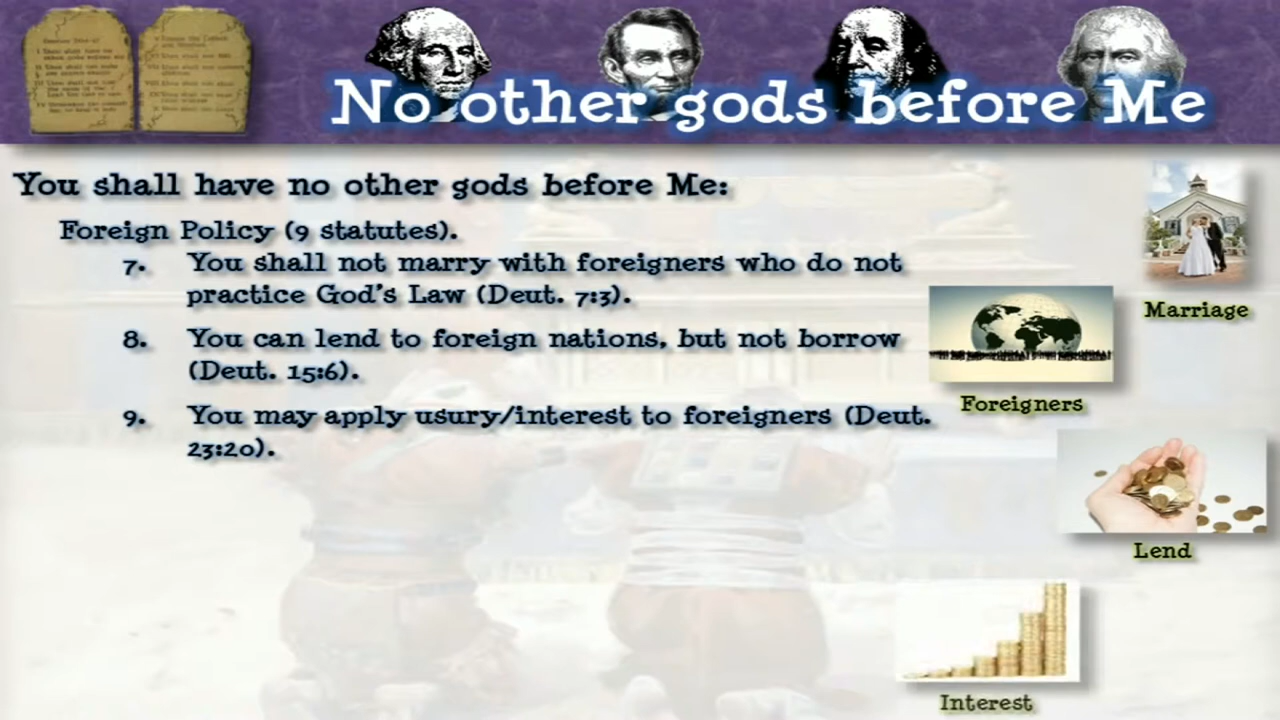 No other gods before Me
You shall have no other gods before Me:
Foreign Policy (9 statutes).
7. You shall not marry with foreigners who do not
practice God's Law (Deut. 7:3).
8. You can lend to foreign nations, but not borrow
(Deut. 15:6).
9. You may apply usury/interest to foreigners (Deut.
23:20).
Marriage
Foreigners
Lend
Interest